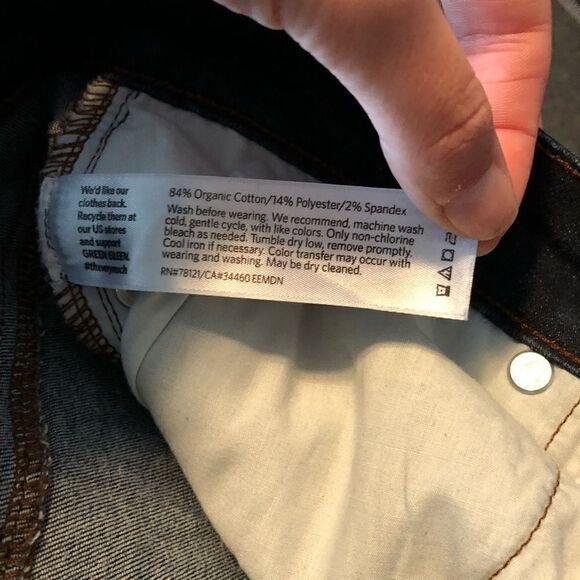 We'd like our
clothes back.
Recycle them at
our US stores
and support
GREEN EILEEN.
84% Organic Cotton/14% Polyester/2% Spandex
Wash before wearing. We recommend, machine wash
cold, gentle cycle, with like colors. Only non-chlorine
bleach as needed. Tumble dry low, remove promptly.
Cool iron if necessary. Color transfer may occur with
wearing and washing. May be dry cleaned.
RN#78121/CA#34460 EEMDN